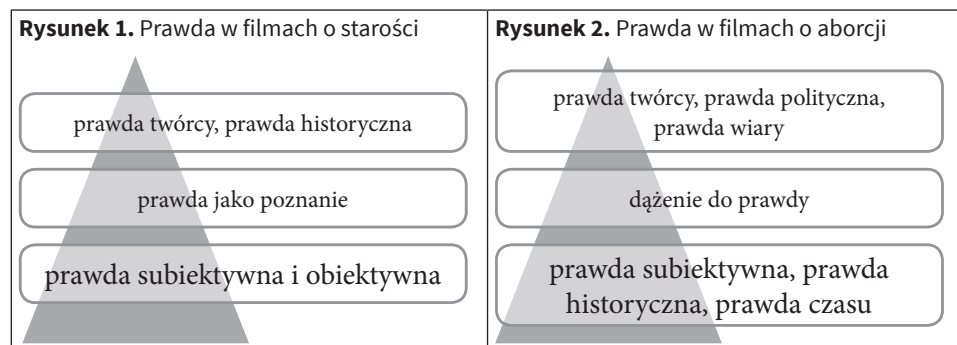 Rysunek 1. Prawda w filmach o starości
prawda twórcy, prawda historyczna
prawda jako poznanie
prawda subiektywna i obiektywna
Rysunek 2. Prawda w filmach o aborcji
prawda twórcy, prawda polityczna,
prawda wiary
dążenie do prawdy
prawda subiektywna, prawda
historyczna, prawda czasu